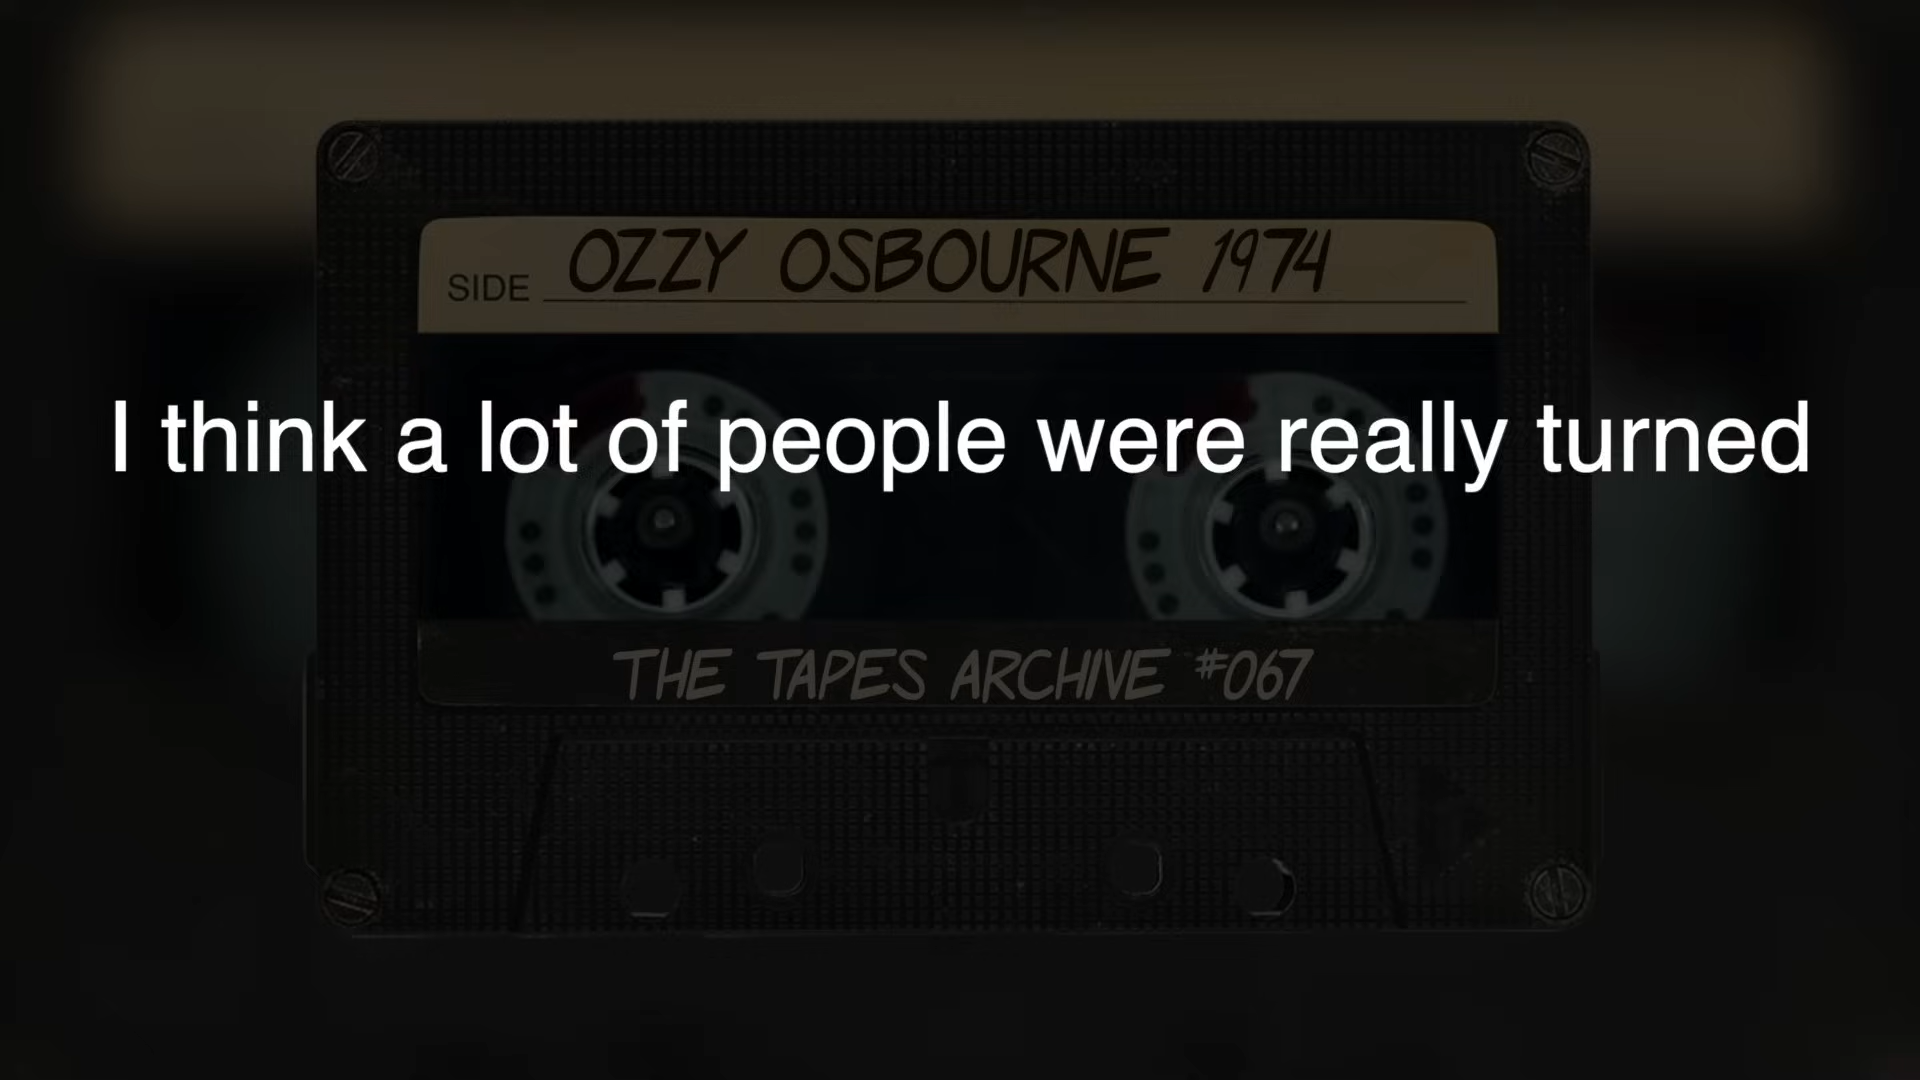 SIDE OZZY OSBOURNE 1974
I think a lot of people were really turned
THE TAPES ARCHIVE #067